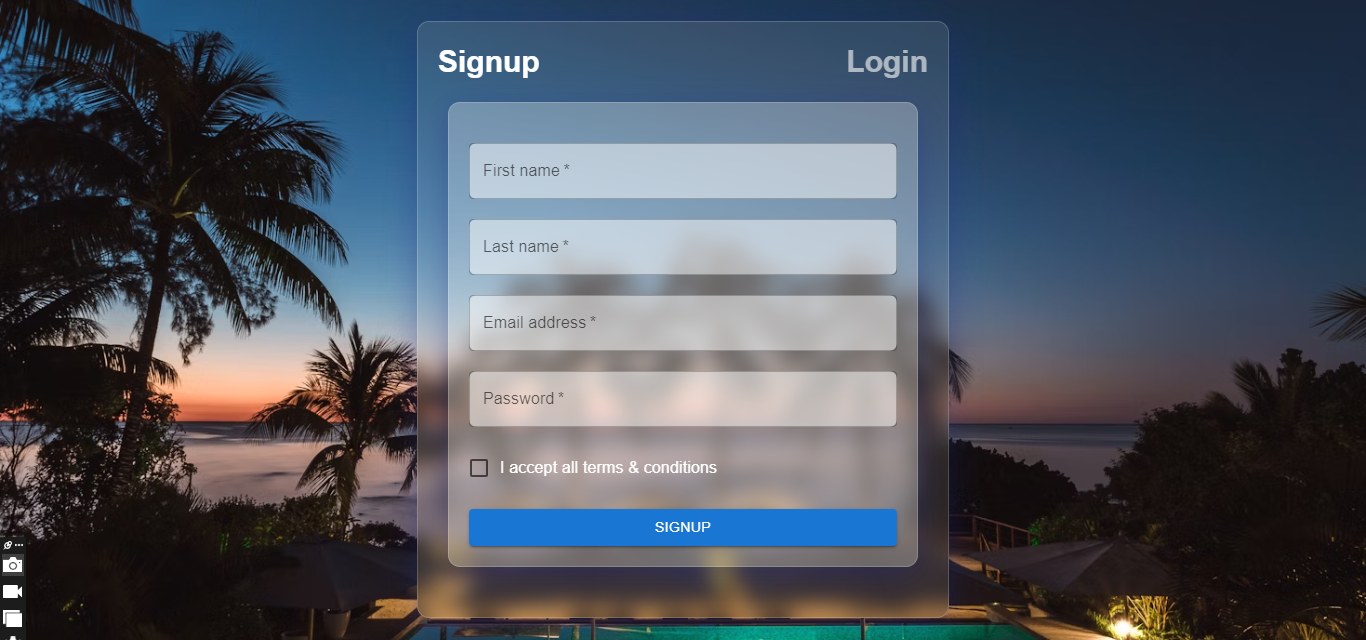 Signup
Login
First name *
Last name *
Email address *
Password *
I accept all terms & conditions
SIGNUP